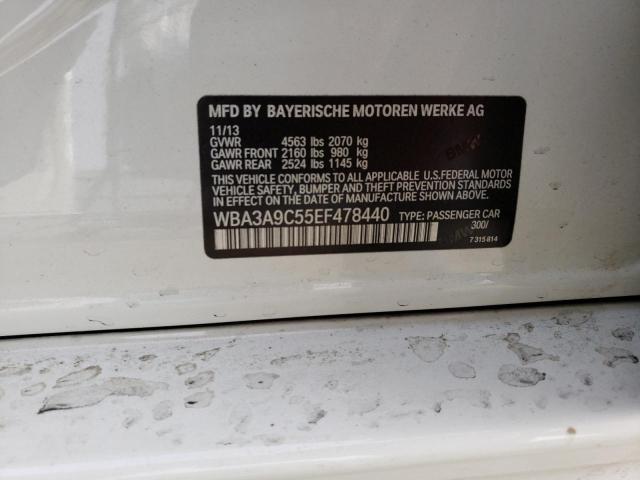 MFD BY BAYERISCHE MOTOREN WERKE AG
11/13
GVWR 4563 lbs 2070 kg
GAWR FRONT 2160 lbs 980 kg
GAWR REAR 2524 lbs 1145 kg
THIS VEHICLE CONFORMS TO ALL APPLICABLE U.S.FEDERAL MOTOR
VEHICLE SAFETY, BUMPER AND THEFT PREVENTION STANDARDS
IN EFFECT ON THE DATE OF MANUFACTURE SHOWN ABOVE.
WBA3A9C55EF478440 TYPE: PASSENGER CAR
300/
7 315 814
BMW
BMW